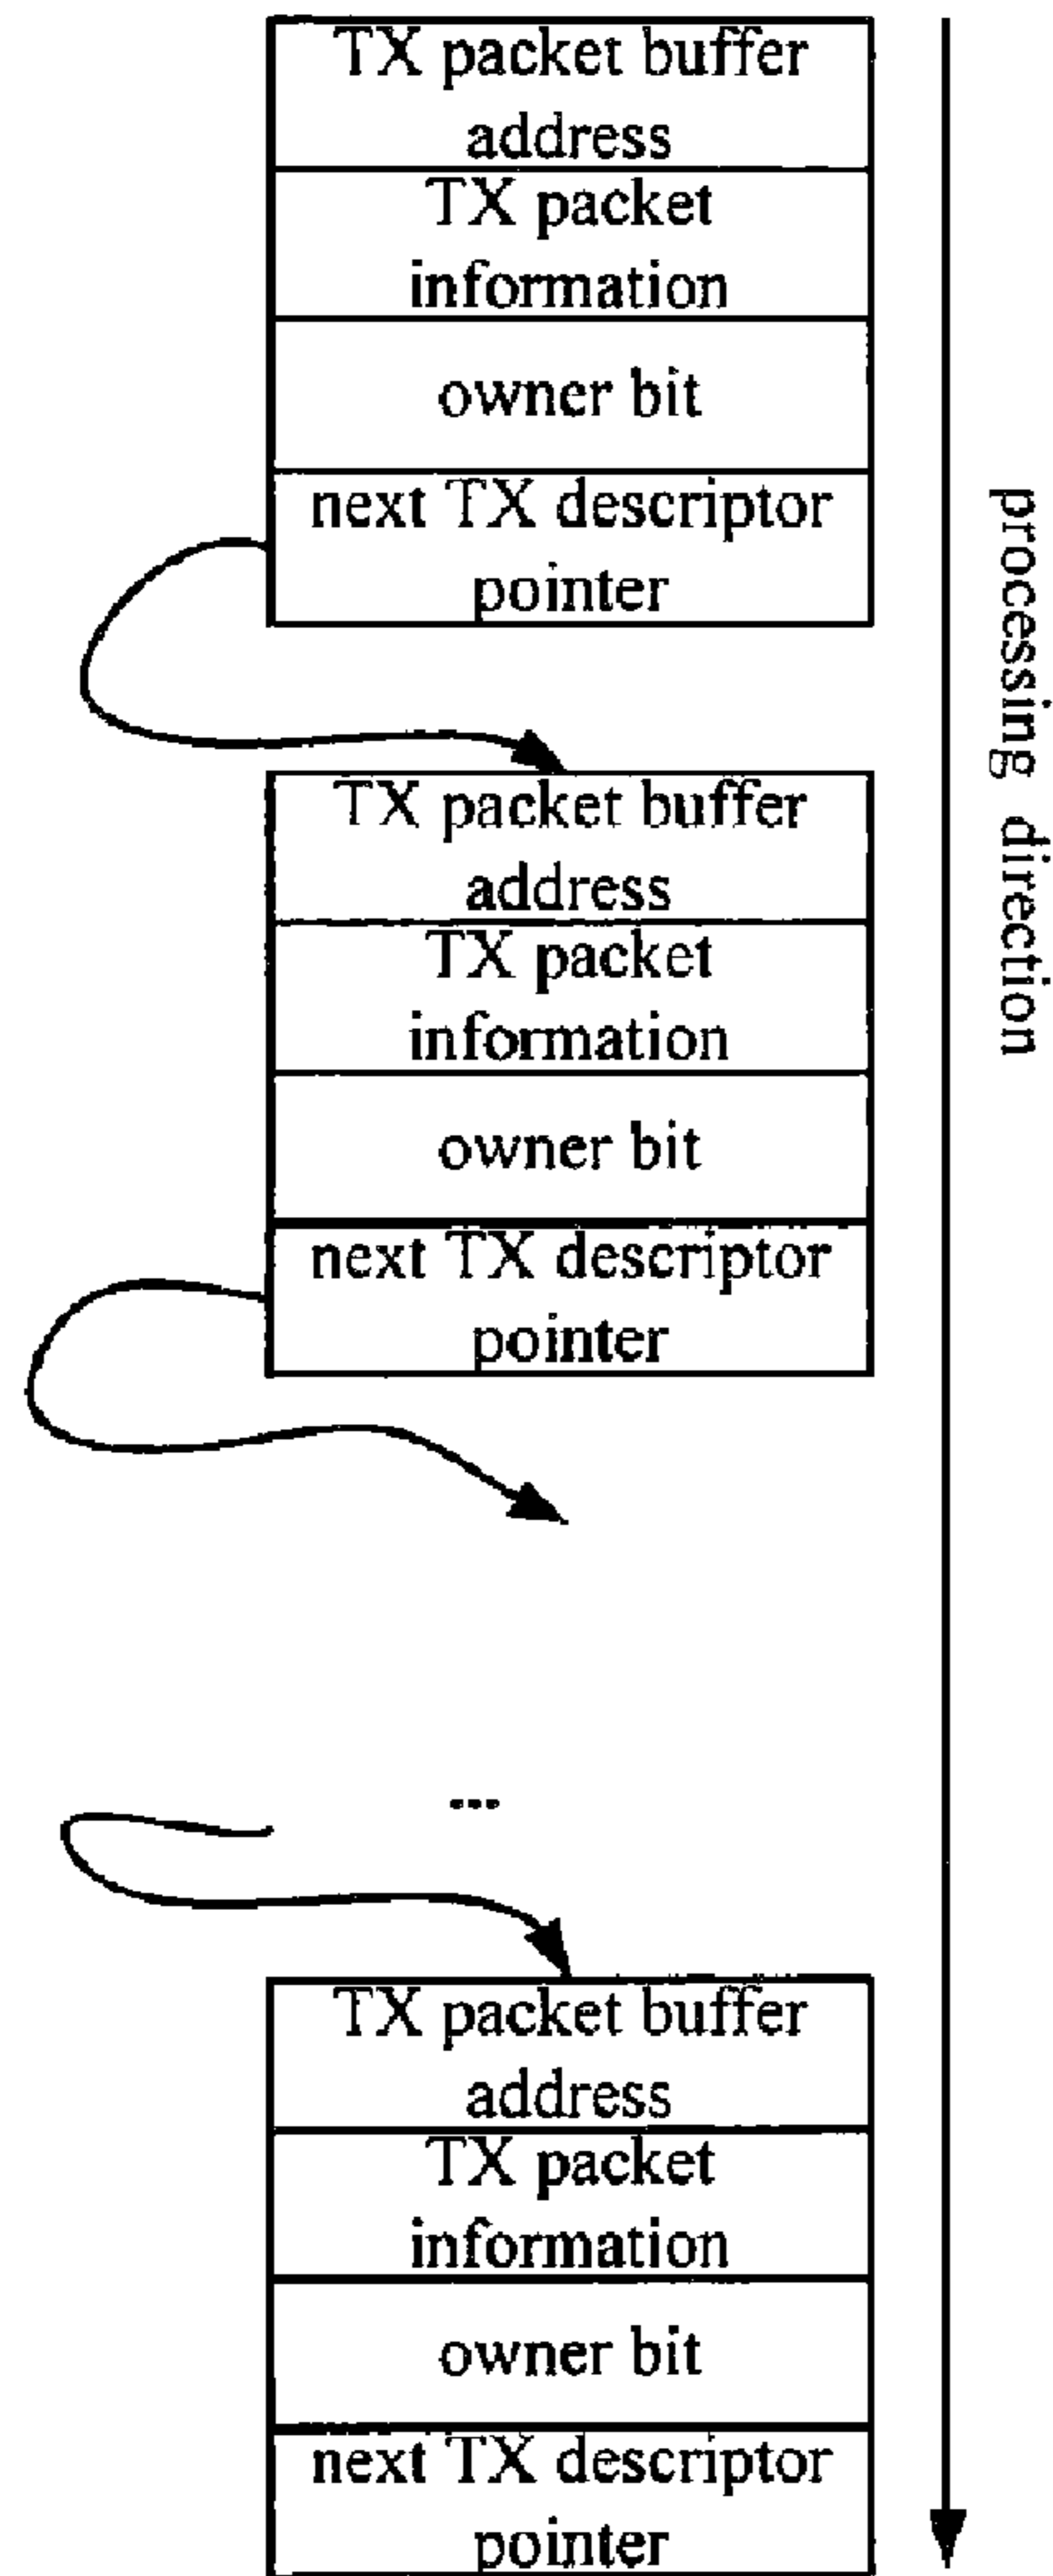 TX packet buffer
address
TX packet
information
owner bit
next TX descriptor
pointer
processing direction
TX packet buffer
address
TX packet
information
owner bit
next TX descriptor
pointer
...
TX packet buffer
address
TX packet
information
owner bit
next TX descriptor
pointer